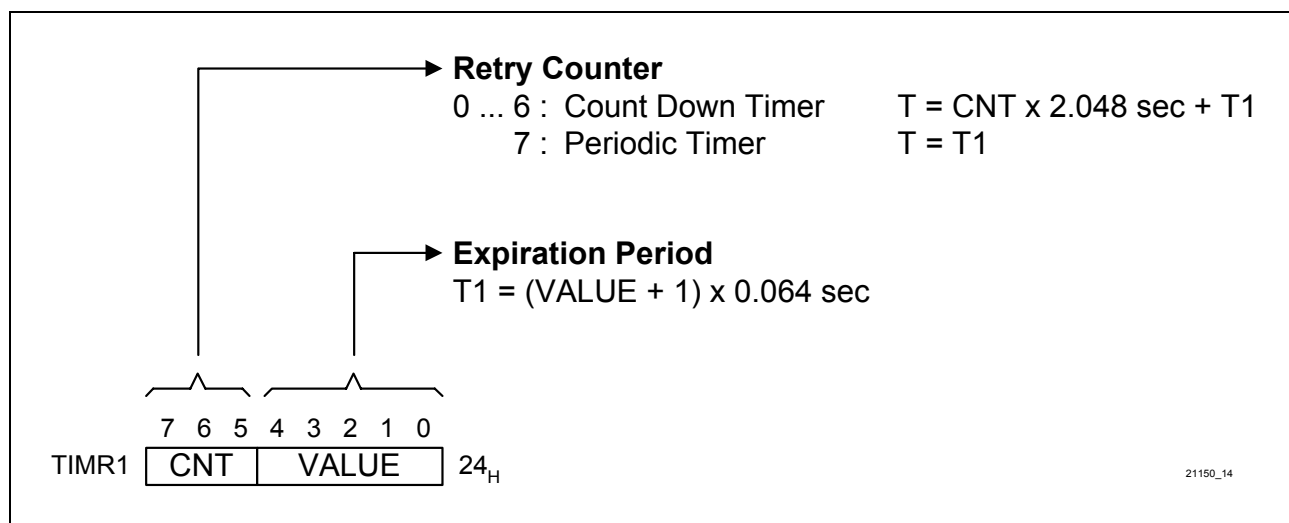 Retry Counter
0 ... 6 : Count Down Timer T = CNT x 2.048 sec + T1
7 : Periodic Timer T = T1
Expiration Period
T1 = (VALUE + 1) x 0.064 sec
7 6 5 4 3 2 1 0
TIMR1 CNT VALUE 24H
21150_14